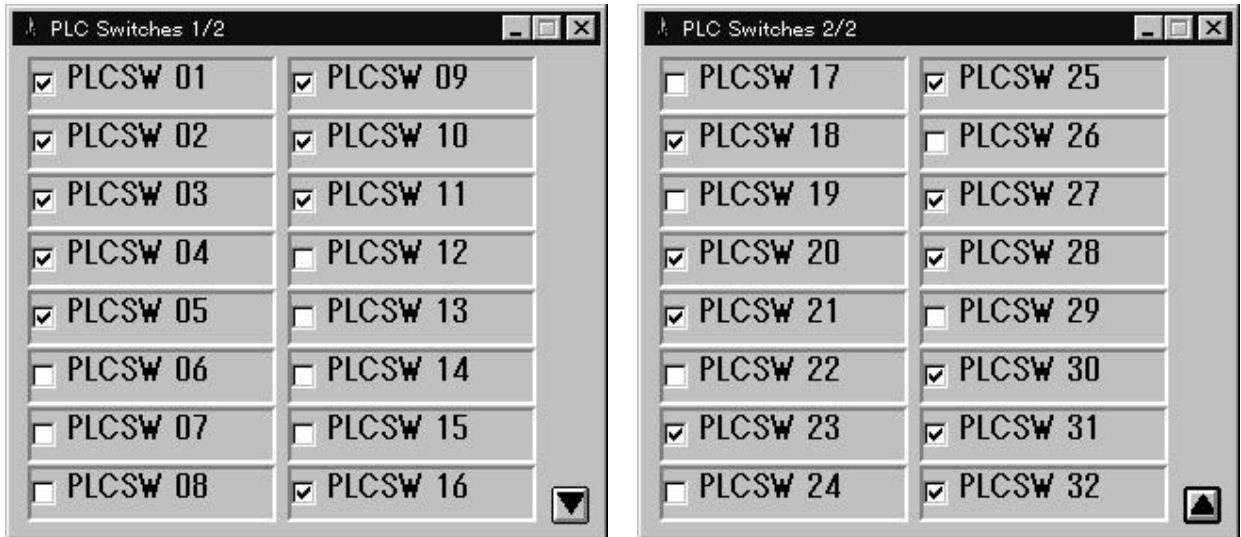 PLC Switches 1/2
PLCSW 01
PLCSW 02
PLCSW 03
PLCSW 04
PLCSW 05
PLCSW 06
PLCSW 07
PLCSW 08
PLCSW 09
PLCSW 10
PLCSW 11
PLCSW 12
PLCSW 13
PLCSW 14
PLCSW 15
PLCSW 16
PLC Switches 2/2
PLCSW 17
PLCSW 18
PLCSW 19
PLCSW 20
PLCSW 21
PLCSW 22
PLCSW 23
PLCSW 24
PLCSW 25
PLCSW 26
PLCSW 27
PLCSW 28
PLCSW 29
PLCSW 30
PLCSW 31
PLCSW 32